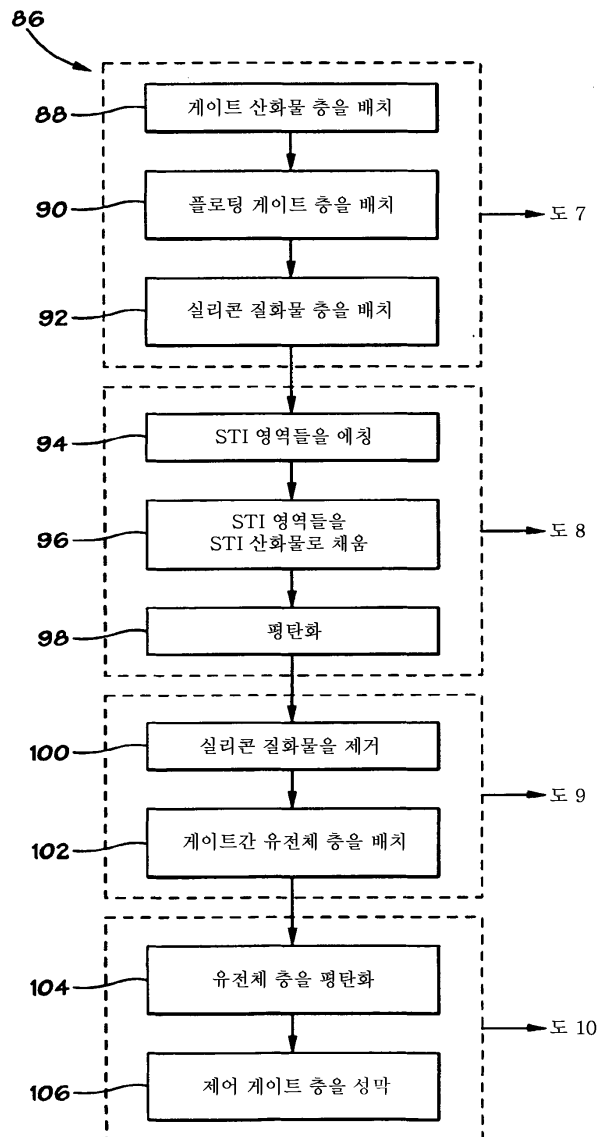 86
88
게이트 산화물 층을 배치
90
플로팅 게이트 층을 배치
도 7
92
실리콘 질화물 층을 배치
94
STI 영역들을 에칭
96
STI 영역들을
STI 산화물로 채움
도 8
98
평탄화
100
실리콘 질화물을 제거
도 9
102
게이트간 유전체 층을 배치
104
유전체 층을 평탄화
도 10
106
제어 게이트 층을 성막